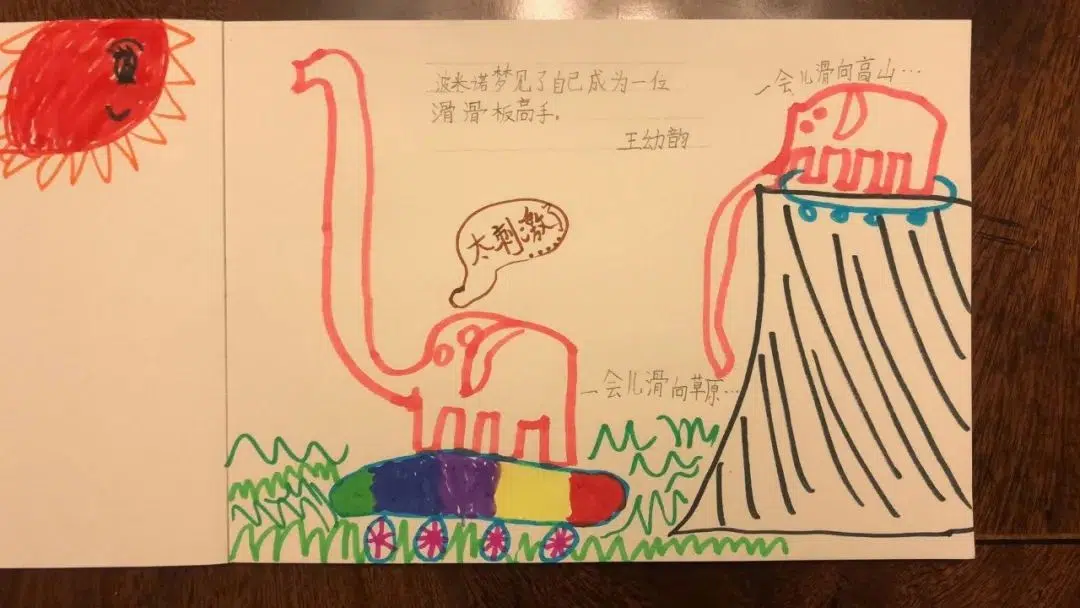 波米诺梦见了自己成为一位
滑滑板高手。
王幼韵
一会儿滑向高山…
太刺激了……
一会儿滑向草原…